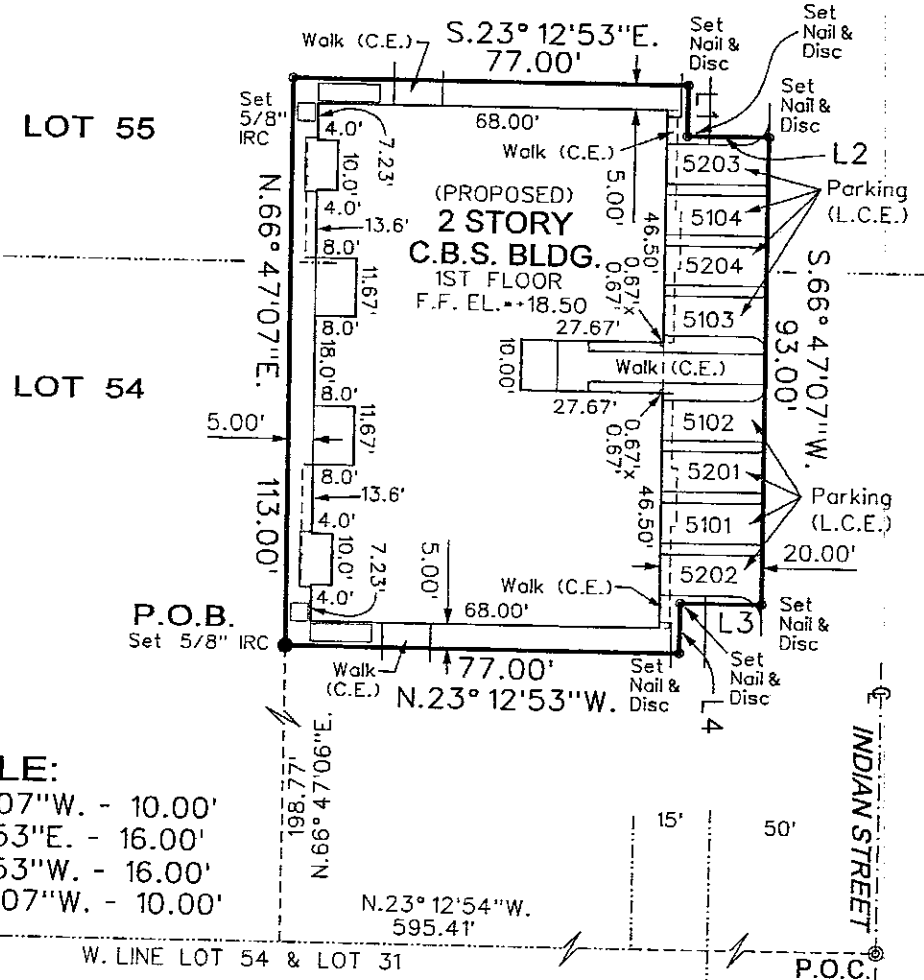 Walk (C.E.)
S.23° 12'53"E.
77.00'
Set
Nail &
Disc
Set
Nail &
Disc
Set
Nail &
Disc
LOT 55
Set
5/8"
IRC
4.0'
7.23'
68.00'
L1
L2
Walk (C.E.)
10.0'
5.00'
5203
Parking
(L.C.E.)
N.66° 47'07"E.
4.0'
13.6'
8.0'
(PROPOSED)
2 STORY
C.B.S. BLDG.
1ST FLOOR
F.F. EL.=+18.50
46.50'
5104
5204
5103
S.66° 47'07"W.
93.00'
11.67'
8.0'
0.67'x
0.67'
27.67'
18.0'
10.00'
Walk (C.E.)
LOT 54
8.0'
27.67'
0.67'x
0.67'
5.00'
11.67'
5102
8.0'
13.6'
5201
Parking
(L.C.E.)
113.00'
4.0'
46.50'
5101
10.0'
7.23'
5.00'
20.00'
5202
4.0'
Walk (C.E.)
68.00'
P.O.B.
Set 5/8" IRC
L3
Set
Nail &
Disc
Walk
(C.E.)
77.00'
N.23° 12'53"W.
Set
Nail &
Disc
Set
Nail &
Disc
L4
198.77'
N.66° 47'06"E.
INDIAN STREET
LE:
07"W. - 10.00'
53"E. - 16.00'
53"W. - 16.00'
07"W. - 10.00'
15'
50'
N.23° 12'54"W.
595.41'
W. LINE LOT 54 & LOT 31
P.O.C.